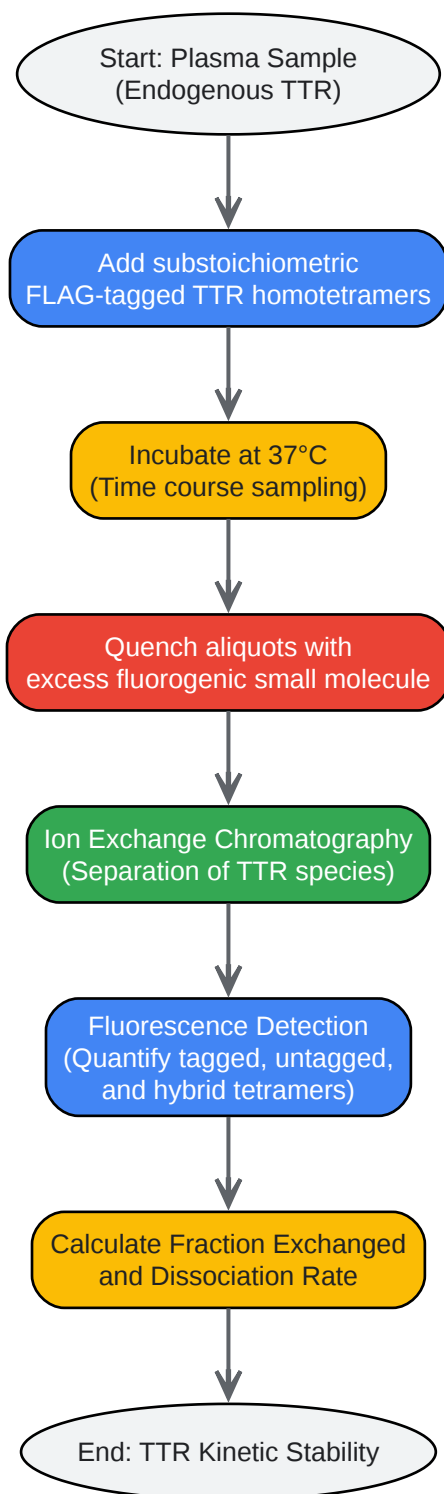 Start: Plasma Sample
(Endogenous TTR)
Add substoichiometric
FLAG-tagged TTR homotetramers
Incubate at 37°C
(Time course sampling)
Quench aliquots with
excess fluorogenic small molecule
Ion Exchange Chromatography
(Separation of TTR species)
Fluorescence Detection
(Quantify tagged, untagged,
and hybrid tetramers)
Calculate Fraction Exchanged
and Dissociation Rate
End: TTR Kinetic Stability